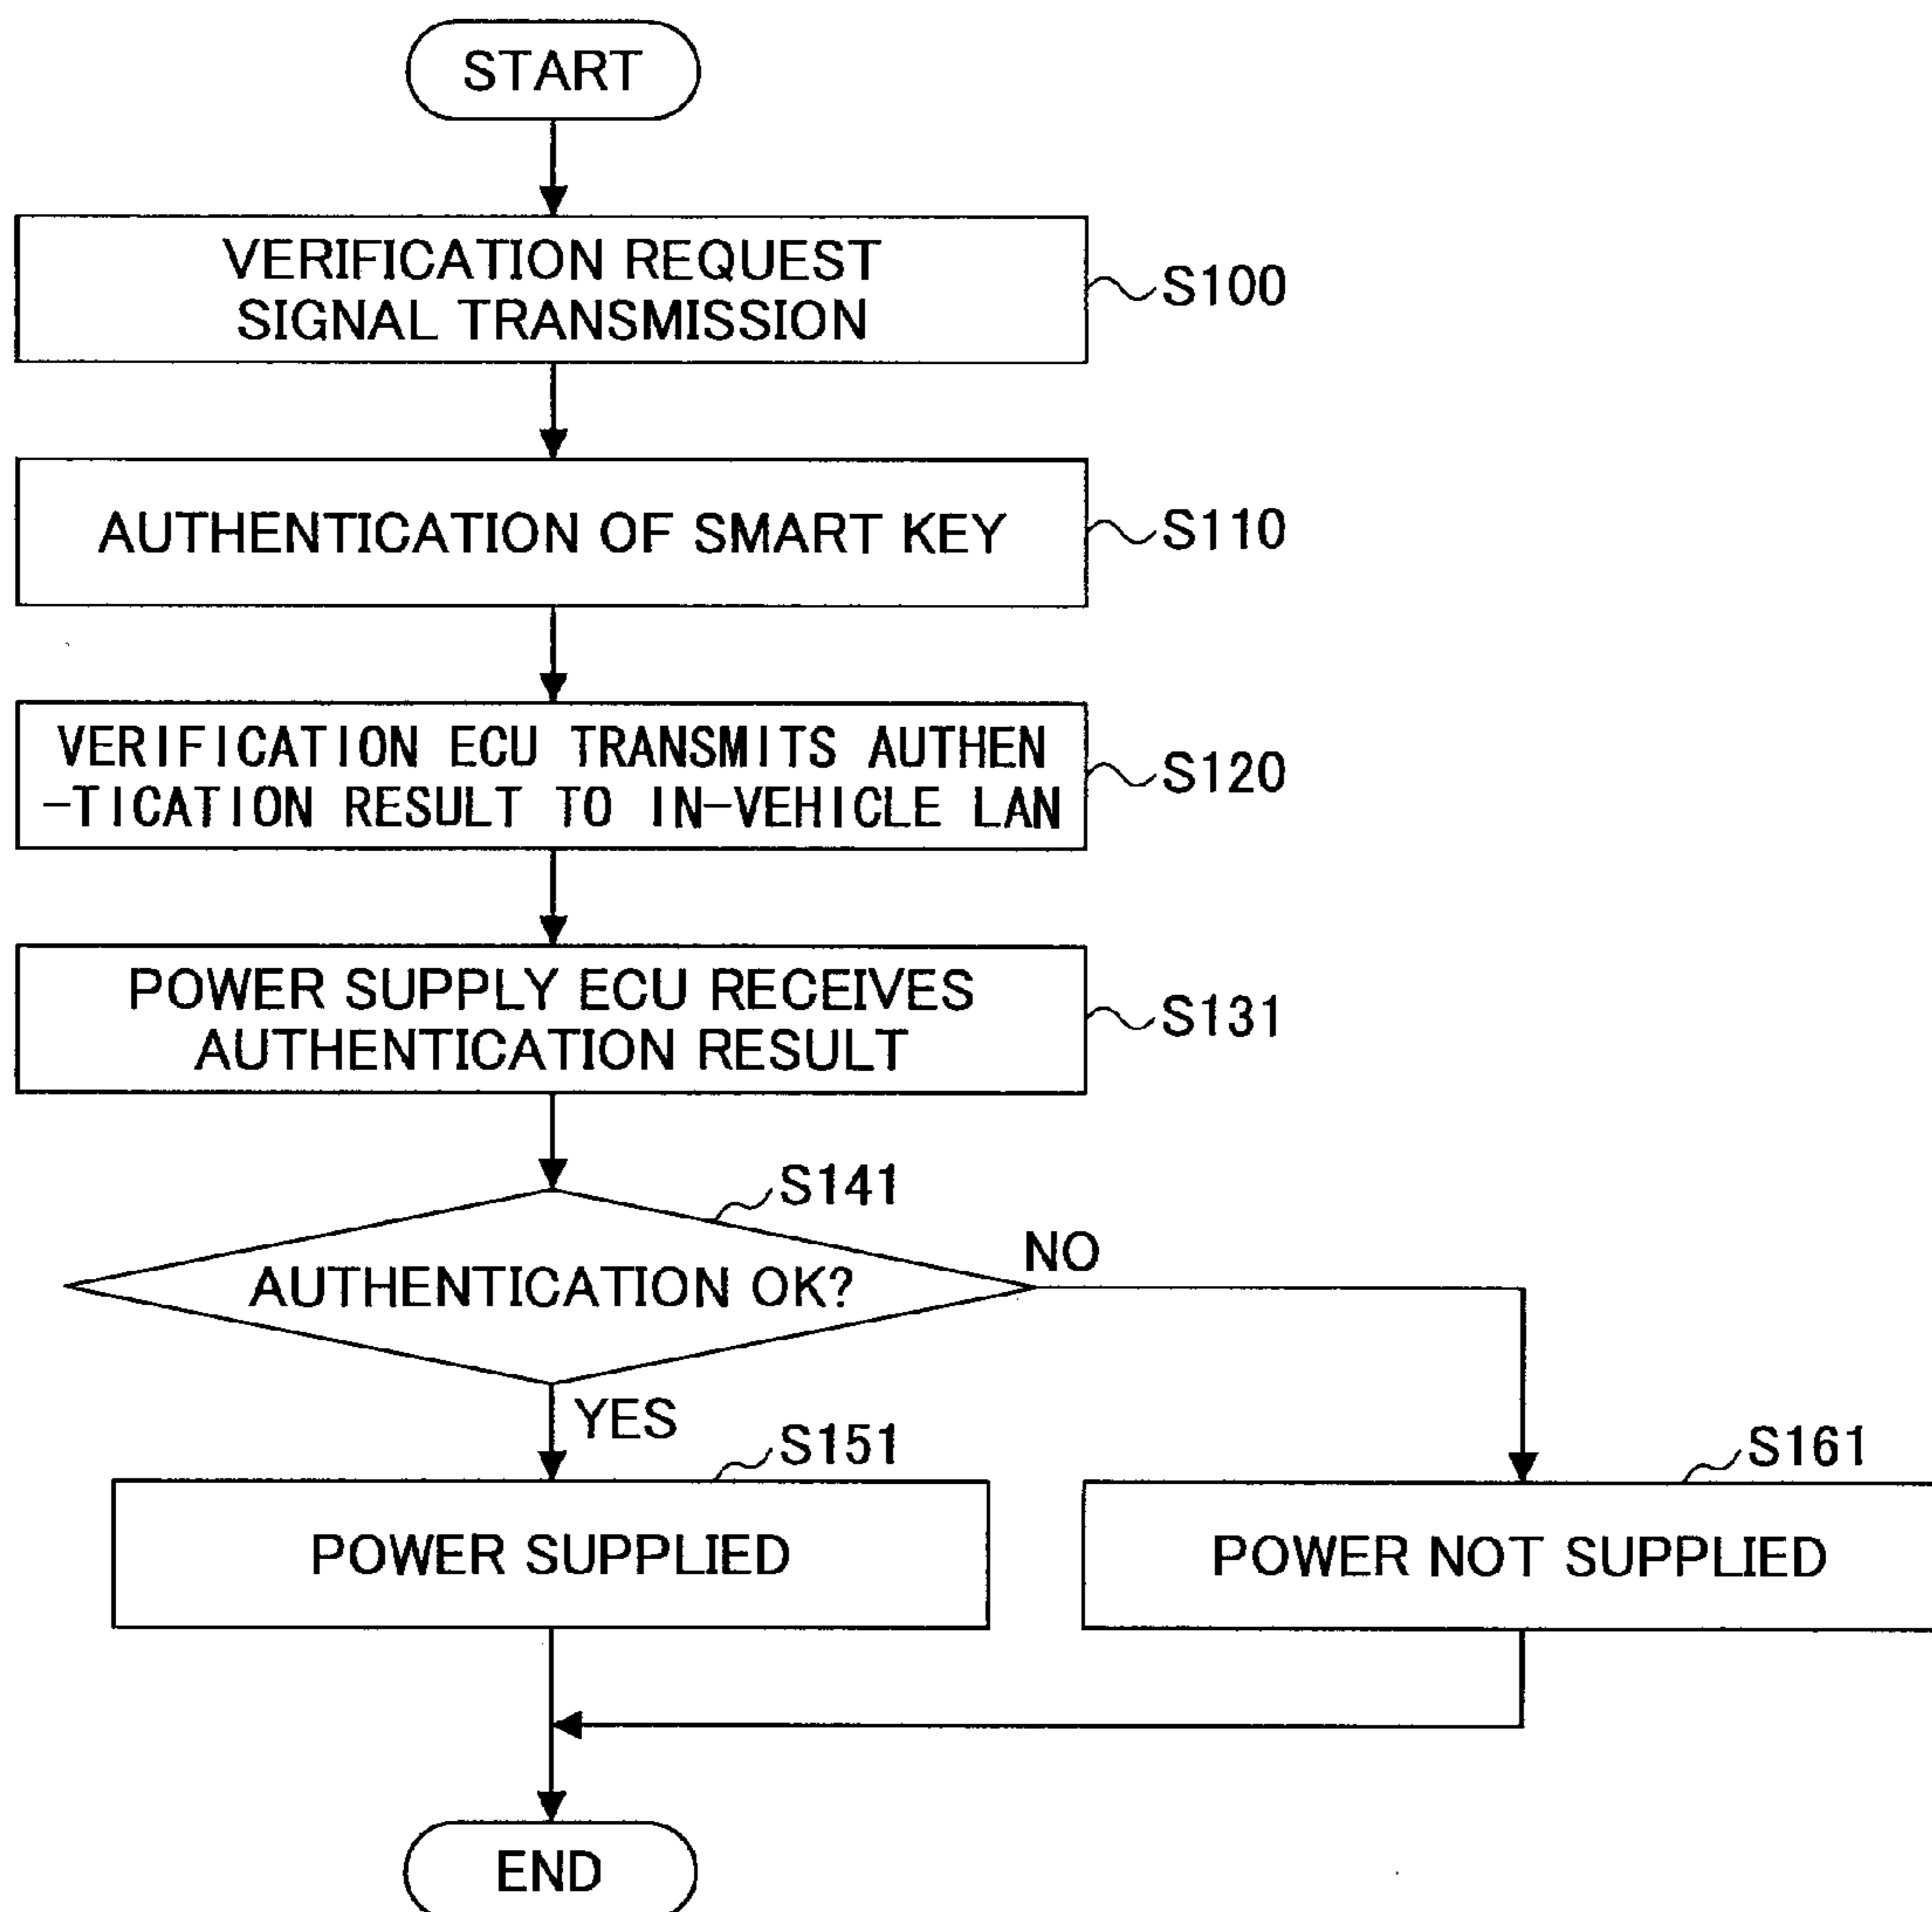 START
VERIFICATION REQUEST
SIGNAL TRANSMISSION
S100
AUTHENTICATION OF SMART KEY
S110
VERIFICATION ECU TRANSMITS AUTHEN
-TICATION RESULT TO IN-VEHICLE LAN
S120
POWER SUPPLY ECU RECEIVES
AUTHENTICATION RESULT
S131
S141
AUTHENTICATION OK?
NO
YES
S151
POWER SUPPLIED
S161
POWER NOT SUPPLIED
END